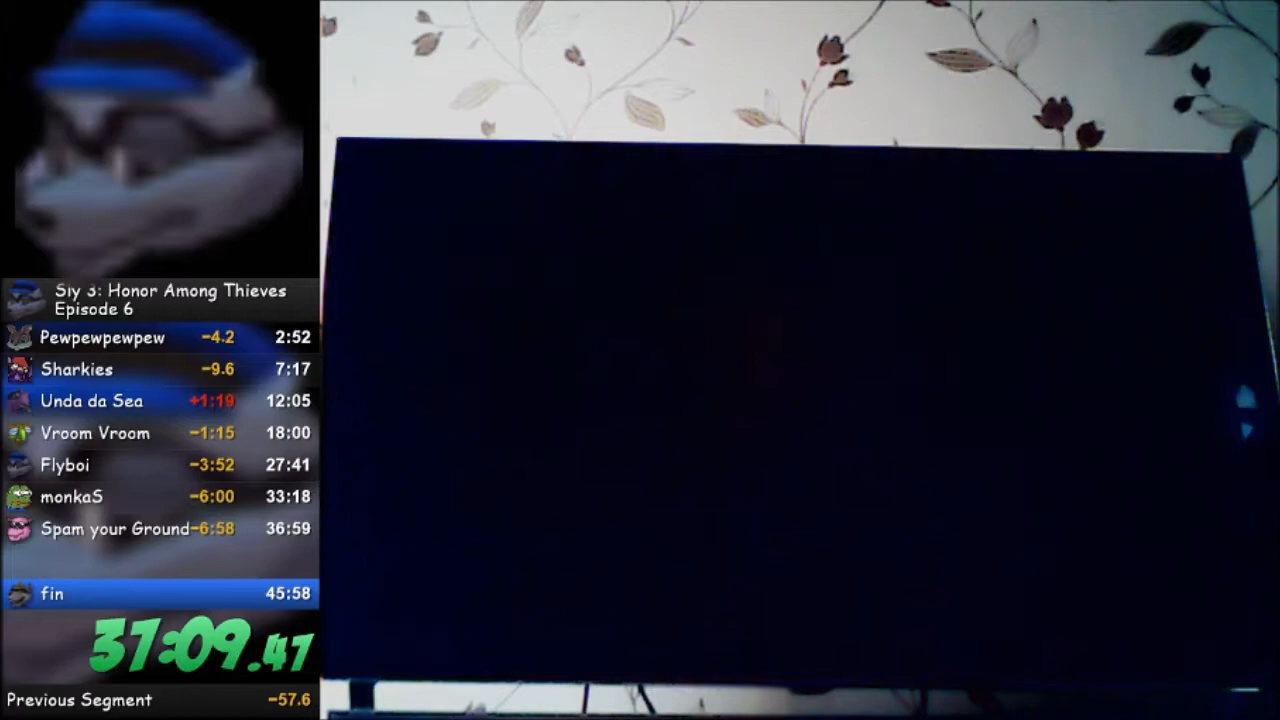 Sly 3: Honor Among Thieves
Episode 6
Pewpewpewpew −4.2 2:52
Sharkies −9.6 7:17
Unda da Sea +1:19 12:05
Vroom Vroom −1:15 18:00
Flyboi −3:52 27:41
monkaS −6:00 33:18
Spam your Ground −6:58 36:59
fin 45:58
37:09.47
Previous Segment −57.6